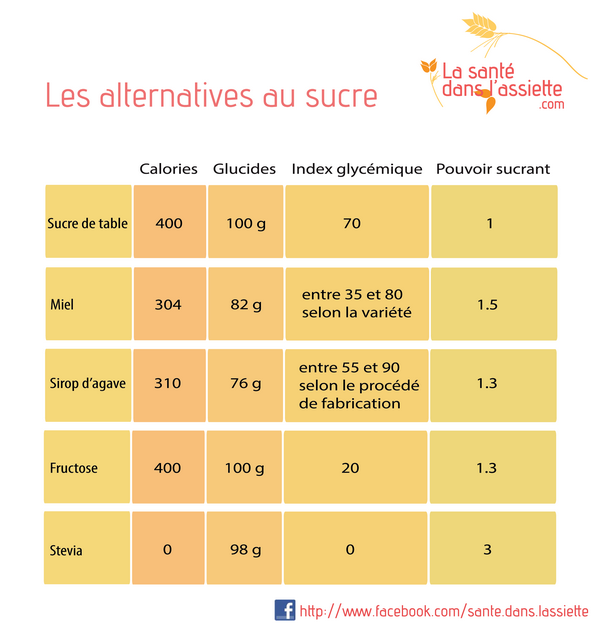 La santé
dans l'assiette
.com
Les alternatives au sucre
Calories Glucides Index glycémique Pouvoir sucrant
Sucre de table 400 100 g 70 1
Miel 304 82 g entre 35 et 80 selon la variété 1.5
Sirop d'agave 310 76 g entre 55 et 90 selon le procédé de fabrication 1.3
Fructose 400 100 g 20 1.3
Stevia 0 98 g 0 3
f http://www.facebook.com/sante.dans.lassiette